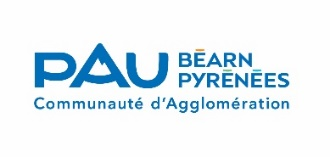 PAU BÉARN
PYRÉNÉES
Communauté d'Agglomération